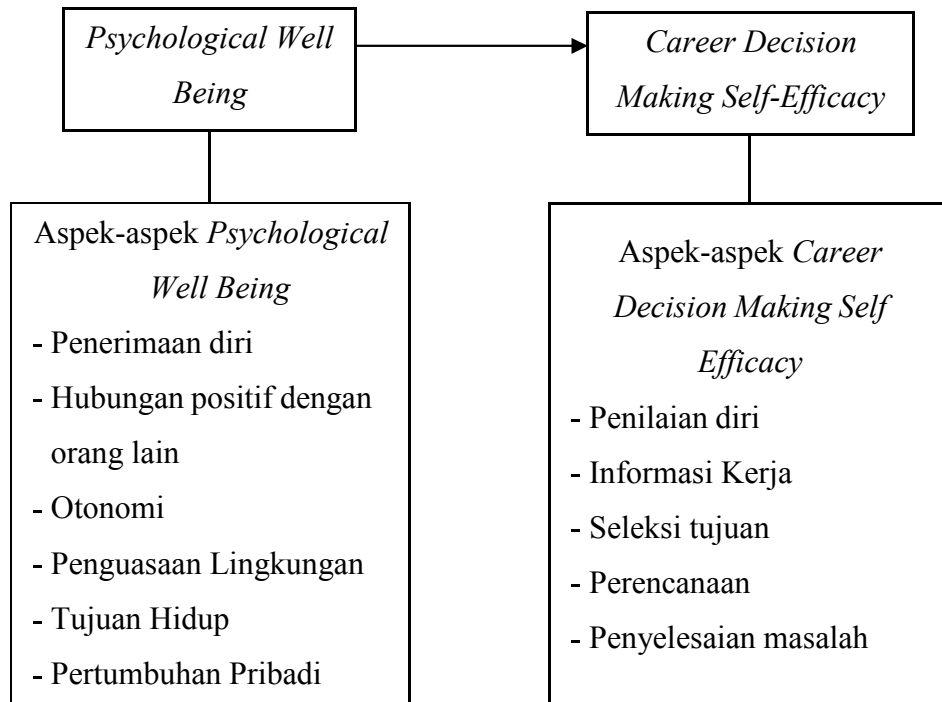 Psychological Well
Being
Career Decision
Making Self-Efficacy
Aspek-aspek Psychological
Well Being
- Penerimaan diri
- Hubungan positif dengan
orang lain
- Otonomi
- Penguasaan Lingkungan
- Tujuan Hidup
- Pertumbuhan Pribadi
Aspek-aspek Career
Decision Making Self
Efficacy
- Penilaian diri
- Informasi Kerja
- Seleksi tujuan
- Perencanaan
- Penyelesaian masalah